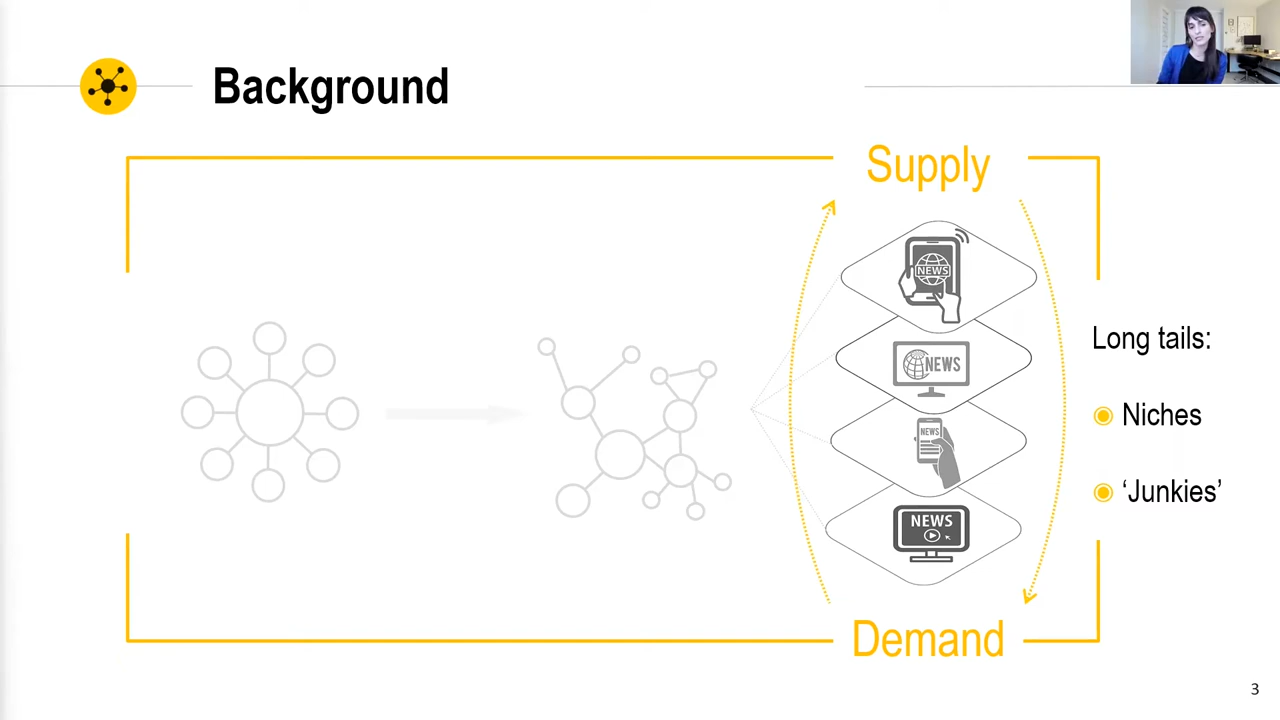 Background
Supply
NEWS
NEWS
NEWS
NEWS
Long tails:
Niches
‘Junkies’
Demand
3